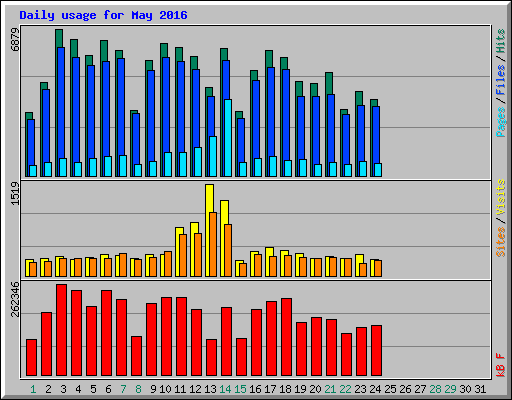 Daily usage for May 2016
6879
Pages / Files / Hits
1519
Sites / Visits
262346
kB F
1 2 3 4 5 6 7 8 9 10 11 12 13 14 15 16 17 18 19 20 21 22 23 24 25 26 27 28 29 30 31